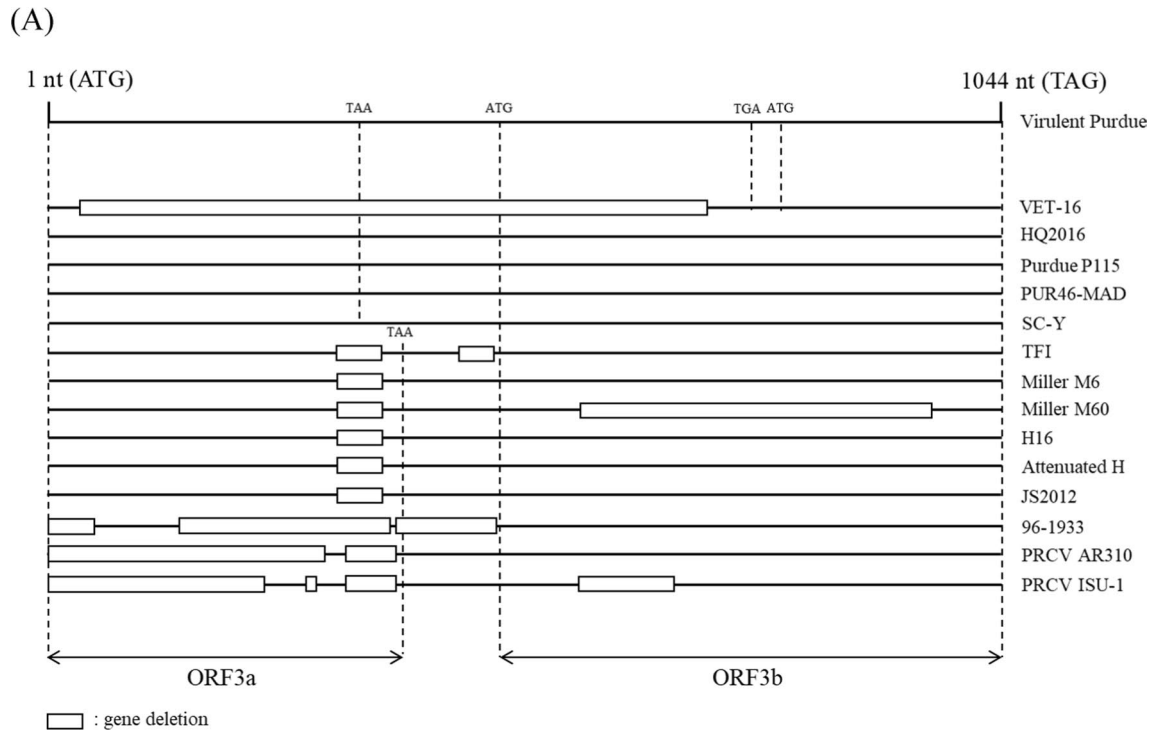 (A)
1 nt (ATG) 1044 nt (TAG)
TAA ATG TGA ATG
Virulent Purdue
VET-16
HQ2016
Purdue P115
PUR46-MAD
SC-Y
TAA
TFI
Miller M6
Miller M60
H16
Attenuated H
JS2012
96-1933
PRCV AR310
PRCV ISU-1
ORF3a ORF3b
: gene deletion